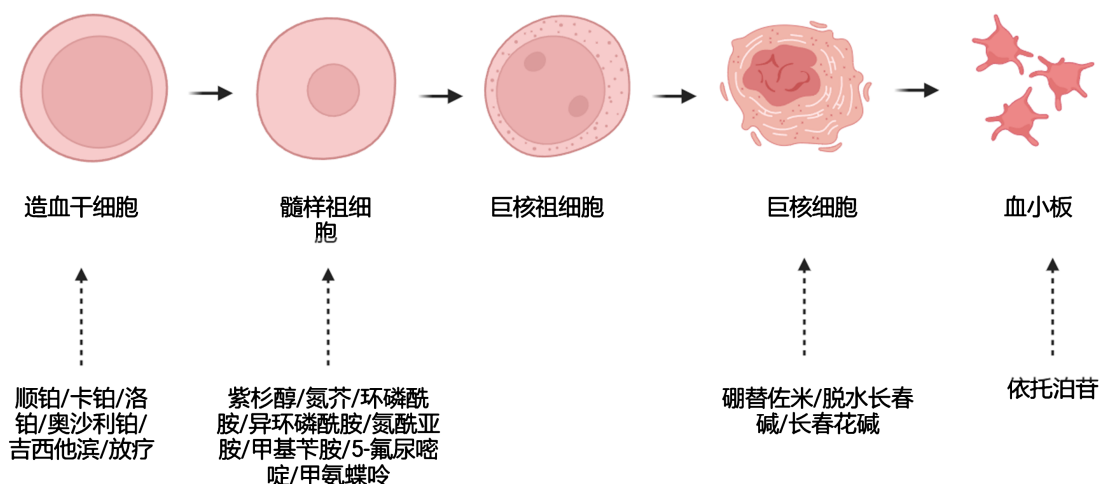 造血干细胞
髓样祖细
胞
巨核祖细胞
巨核细胞
血小板
顺铂/卡铂/洛
铂/奥沙利铂/
吉西他滨/放疗
紫杉醇/氮芥/环磷酰
胺/异环磷酰胺/氮酰亚
胺/甲基苄胺/5-氟尿嘧
啶/甲氨蝶呤
硼替佐米/脱水长春
碱/长春花碱
依托泊苷